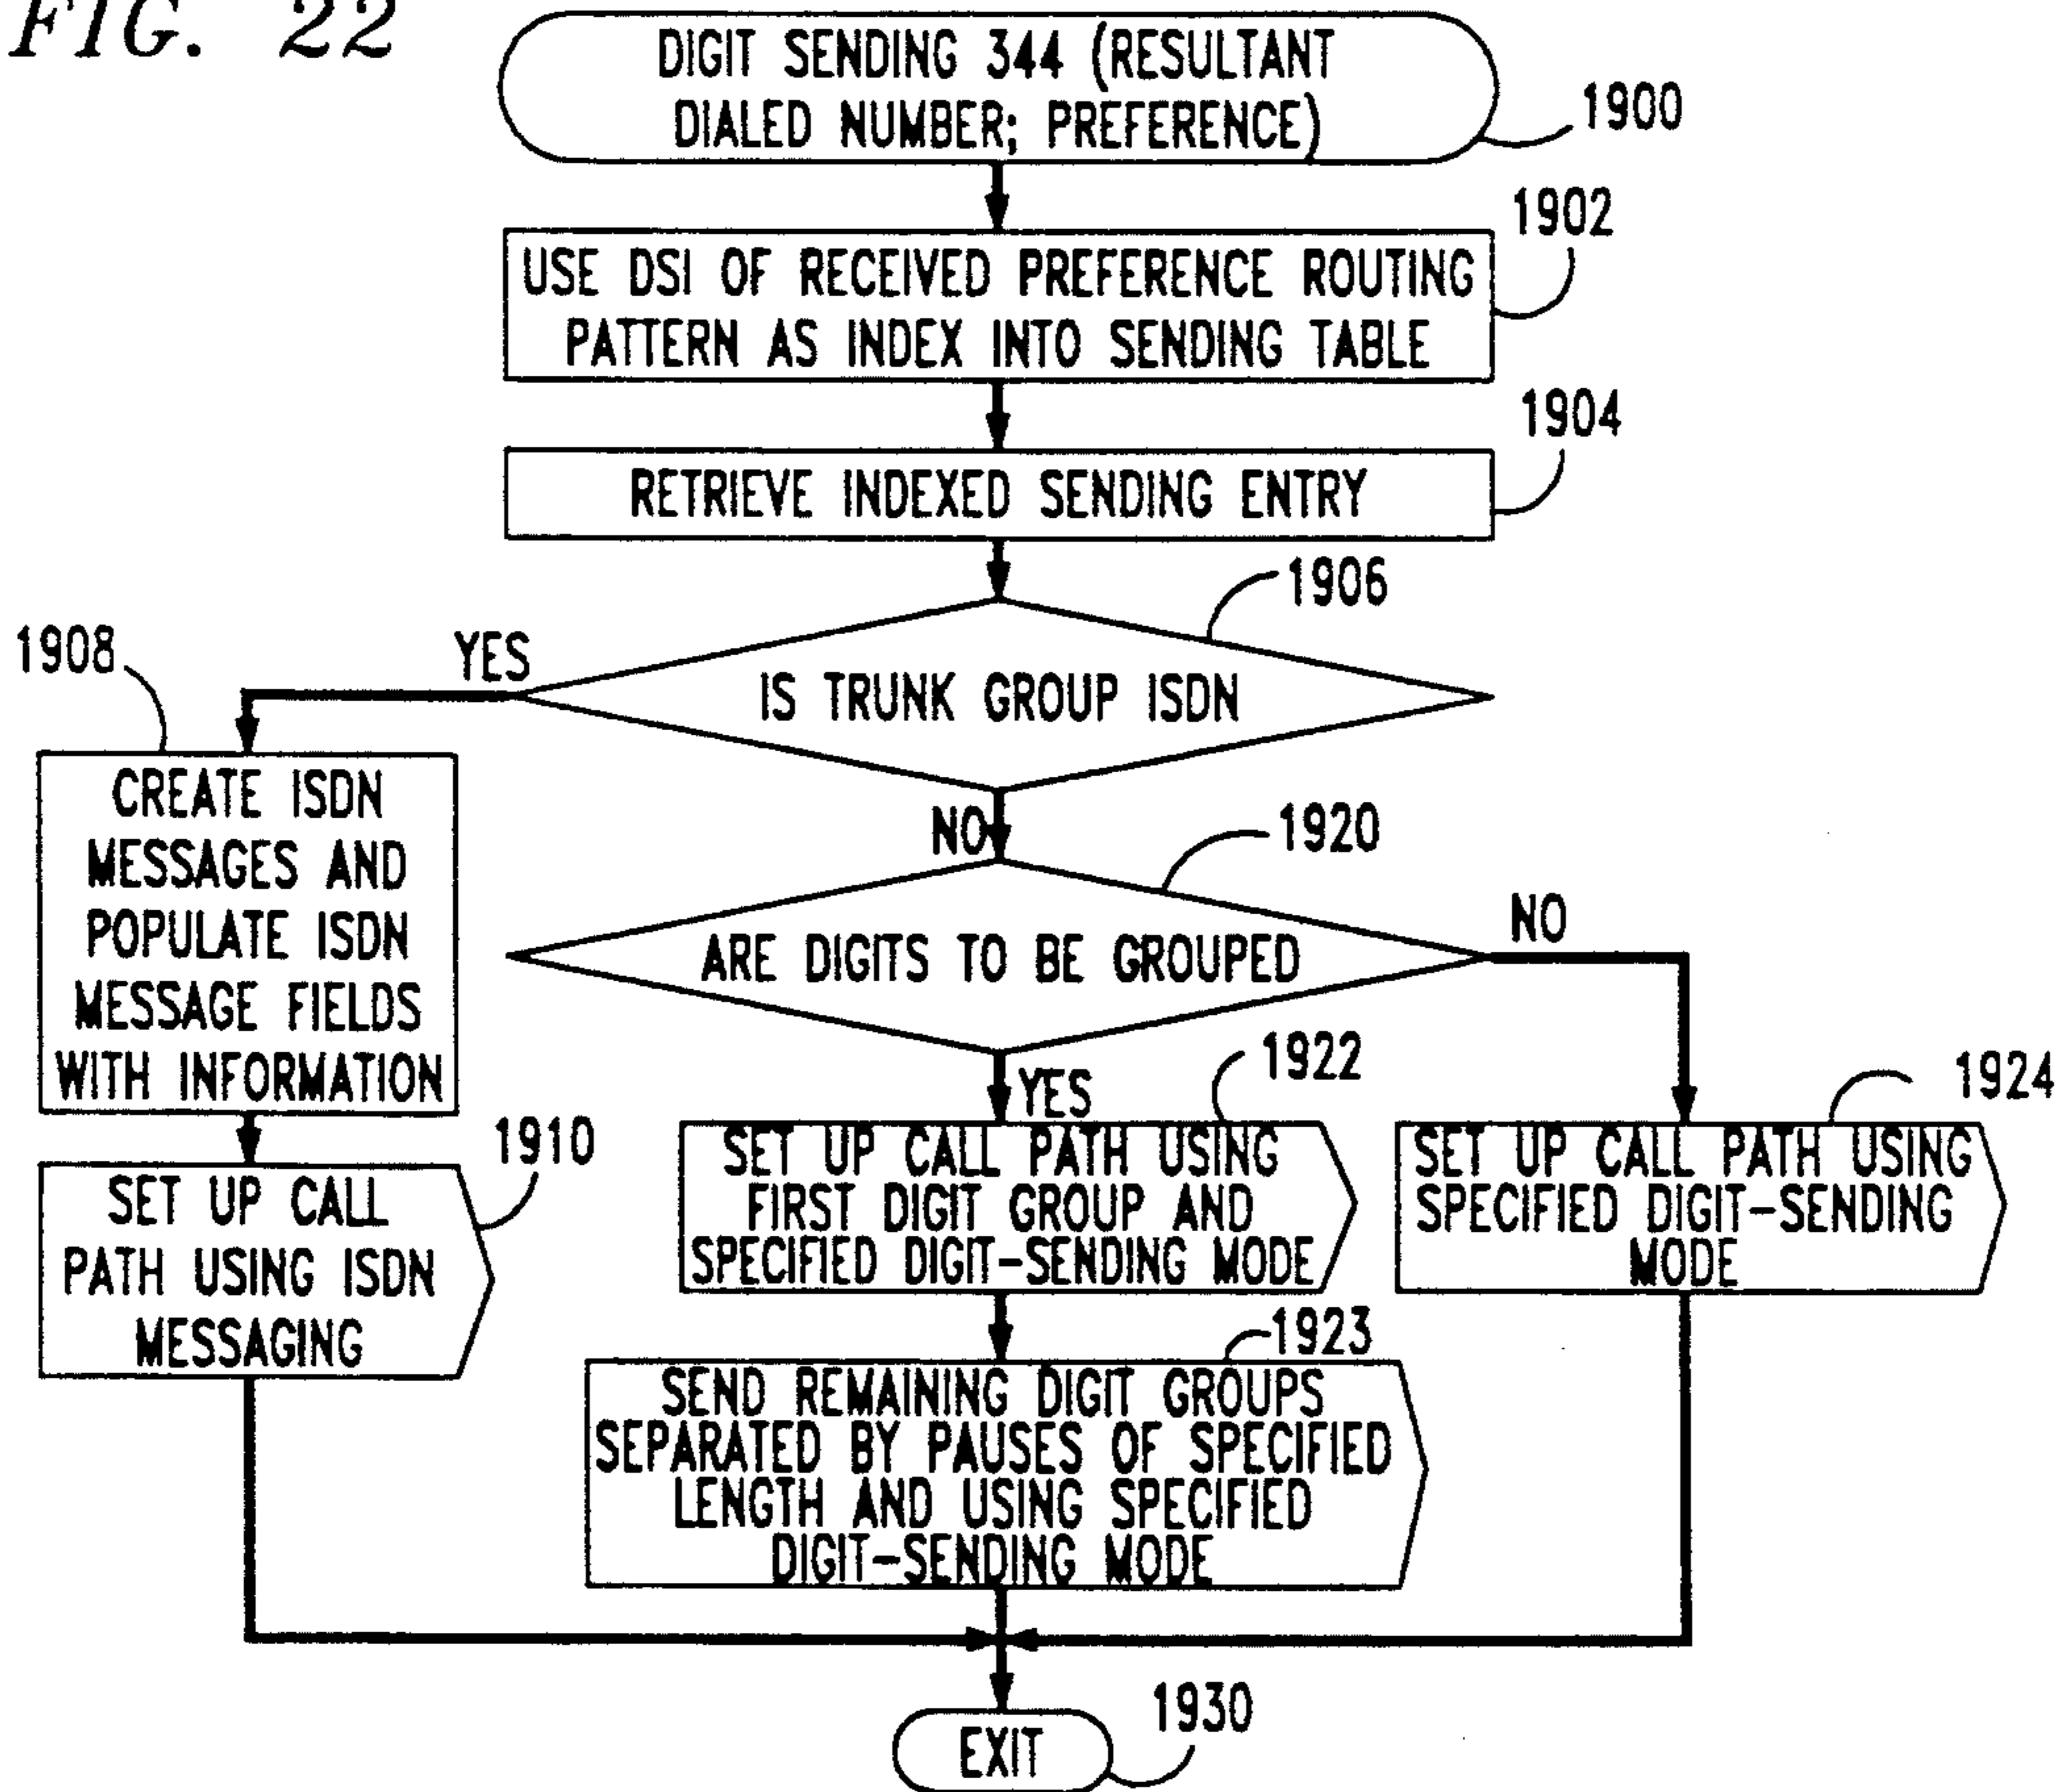 FIG. 22
DIGIT SENDING 344 (RESULTANT
DIALED NUMBER; PREFERENCE)
1900
1902
USE DSI OF RECEIVED PREFERENCE ROUTING
PATTERN AS INDEX INTO SENDING TABLE
1904
RETRIEVE INDEXED SENDING ENTRY
1906
IS TRUNK GROUP ISDN
YES
1908
CREATE ISDN
MESSAGES AND
POPULATE ISDN
MESSAGE FIELDS
WITH INFORMATION
1910
SET UP CALL
PATH USING ISDN
MESSAGING
NO
1920
ARE DIGITS TO BE GROUPED
NO
YES
1922
SET UP CALL PATH USING
FIRST DIGIT GROUP AND
SPECIFIED DIGIT-SENDING MODE
1924
SET UP CALL PATH USING
SPECIFIED DIGIT-SENDING
MODE
1923
SEND REMAINING DIGIT GROUPS
SEPARATED BY PAUSES OF SPECIFIED
LENGTH AND USING SPECIFIED
DIGIT-SENDING MODE
EXIT
1930